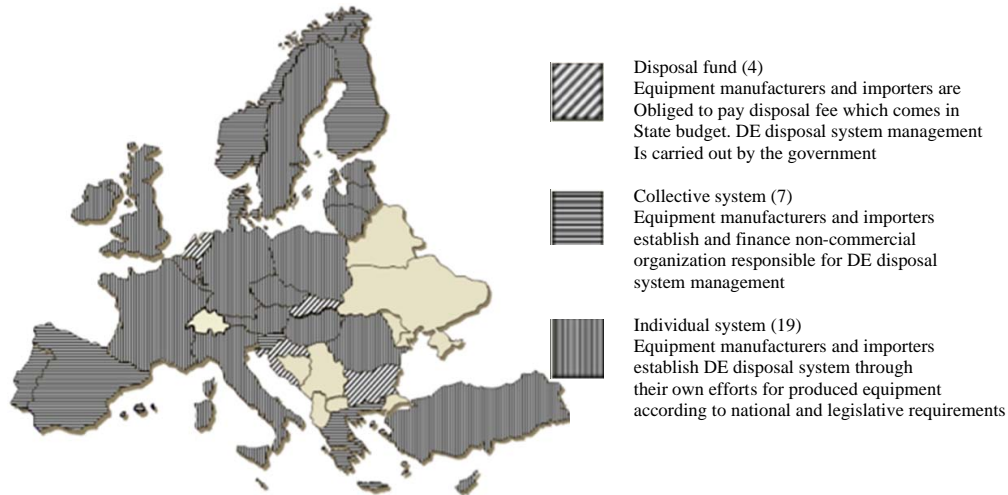 Disposal fund (4)
Equipment manufacturers and importers are
Obliged to pay disposal fee which comes in
State budget. DE disposal system management
Is carried out by the government
Collective system (7)
Equipment manufacturers and importers
establish and finance non-commercial
organization responsible for DE disposal
system management
Individual system (19)
Equipment manufacturers and importers
establish DE disposal system through
their own efforts for produced equipment
according to national and legislative requirements